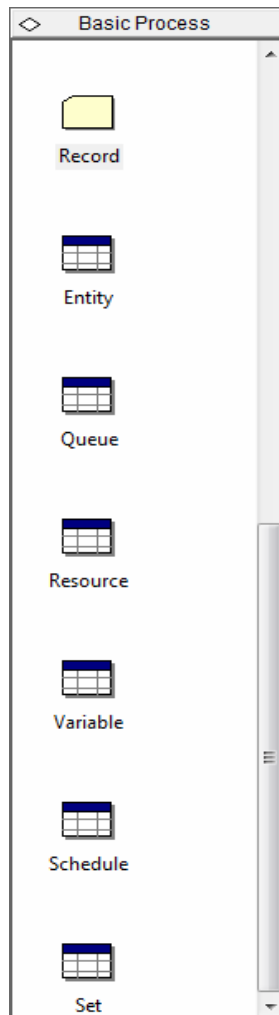 Basic Process
Record
Entity
Queue
Resource
Variable
Schedule
Set